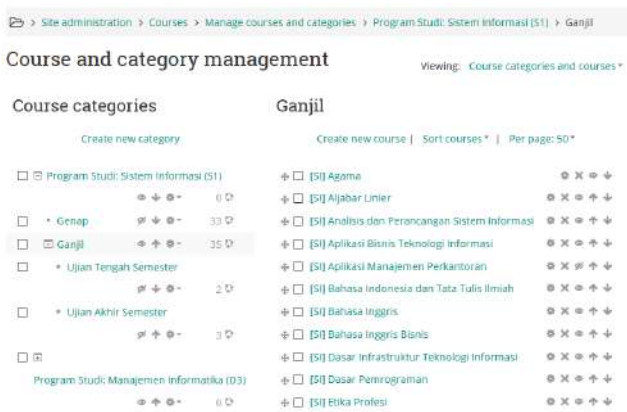 > Site administration > Courses > Manage courses and categories > Program Studi: Sistem Informasi (S1) > Ganjil
Course and category management
Viewing: Course categories and courses
Course categories
Create new category
Program Studi: Sistem Informasi (S1)
0
Genap 33
Ganjil 35
Ujian Tengah Semester
2
Ujian Akhir Semester
3
Program Studi: Manajemen Informatika (D3)
0
Ganjil
Create new course | Sort courses | Per page: 50
[SI] Agama
[SI] Aljabar Linier
[SI] Analisis dan Perancangan Sistem Informasi
[SI] Aplikasi Bisnis Teknologi Informasi
[SI] Aplikasi Manajemen Perkantoran
[SI] Bahasa Indonesia dan Tata Tulis Ilmiah
[SI] Bahasa Inggris
[SI] Bahasa Inggris Bisnis
[SI] Dasar Infrastruktur Teknologi Informasi
[SI] Dasar Pemrograman
[SI] Etika Profesi